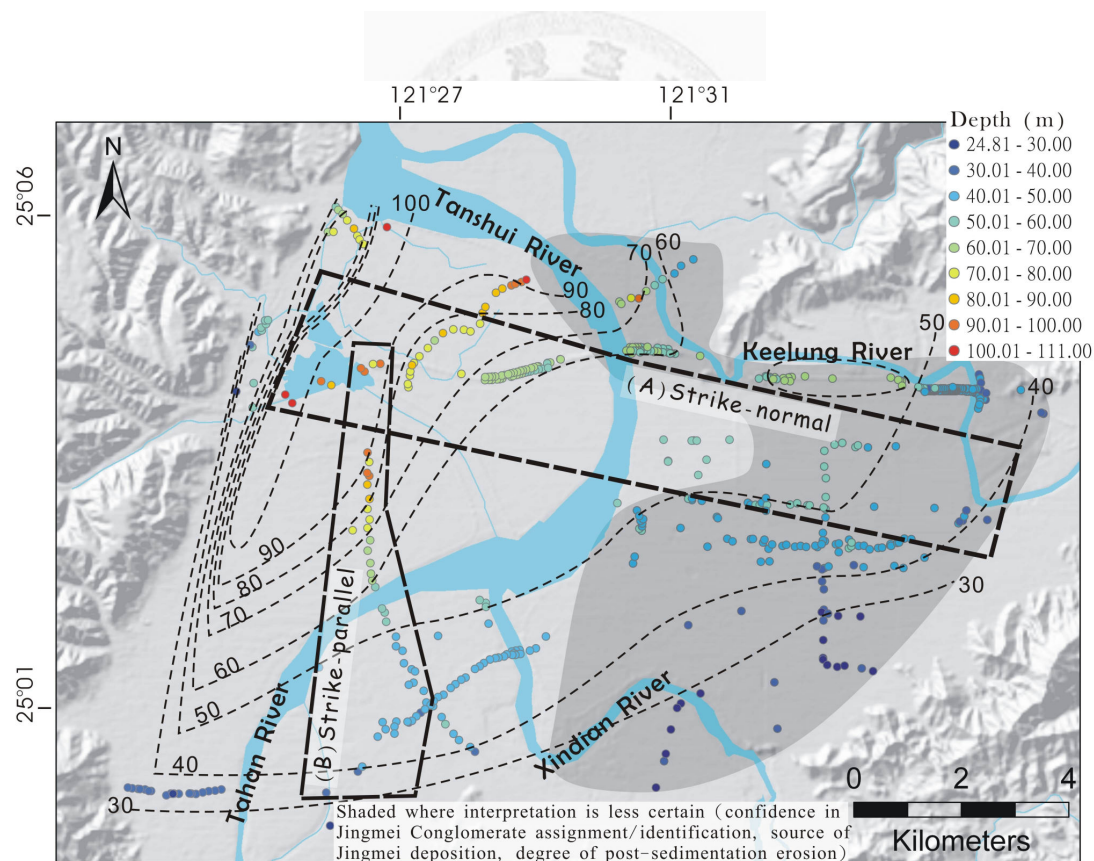 121°27
121°31
25°06
25°01
N
Depth (m)
24.81 - 30.00
30.01 - 40.00
40.01 - 50.00
50.01 - 60.00
60.01 - 70.00
70.01 - 80.00
80.01 - 90.00
90.01 - 100.00
100.01 - 111.00
100
Tanshui River
70
60
90
80
50
Keelung River
40
(A) Strike-normal
90
80
70
60
50
40
30
30
(B) Strike-parallel
Tahan River
Xindian River
Shaded where interpretation is less certain (confidence in
Jingmei Conglomerate assignment/identification, source of
Jingmei deposition, degree of post-sedimentation erosion)
0 2 4
Kilometers